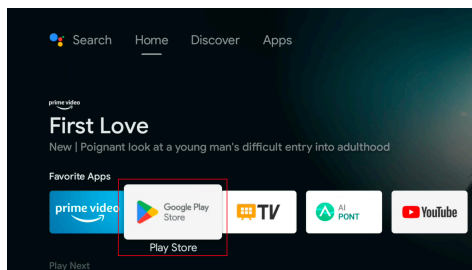 Search Home Discover Apps
prime video
First Love
New | Poignant look at a young man's difficult entry into adulthood
Favorite Apps
prime video
Google Play
Store
TV
AI
PONT
YouTube
Play Store
Play Next